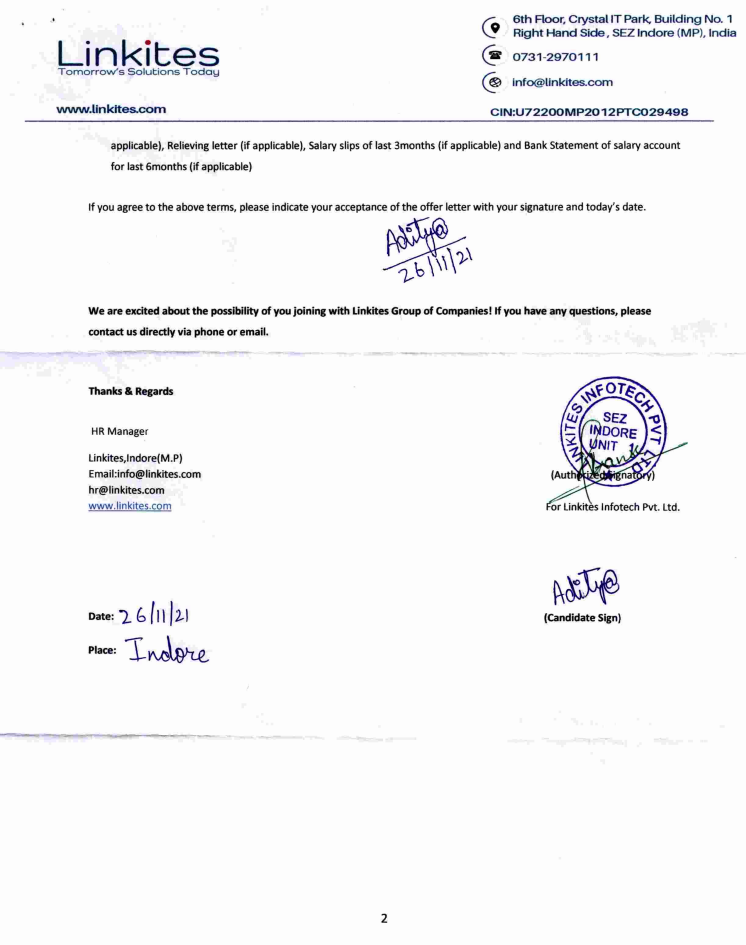 Linkites
Tomorrow's Solutions Today
www.linkites.com
6th Floor, Crystal IT Park, Building No. 1
Right Hand Side, SEZ Indore (MP), India
0731-2970111
info@linkites.com
CIN:U72200MP2012PTC029498
applicable), Relieving letter (if applicable), Salary slips of last 3months (if applicable) and Bank Statement of salary account
for last 6months (if applicable)
If you agree to the above terms, please indicate your acceptance of the offer letter with your signature and today's date.
Aditya
26/11/21
We are excited about the possibility of you joining with Linkites Group of Companies! If you have any questions, please
contact us directly via phone or email.
Thanks & Regards
HR Manager
Linkites,Indore(M.P)
Email:info@linkites.com
hr@linkites.com
www.linkites.com
LINKITES INFOTECH PVT LTD
SEZ
INDORE
UNIT
(Authorized Signatory)
For Linkites Infotech Pvt. Ltd.
Aditya
(Candidate Sign)
Date: 26/11/21
Place: Indore
2